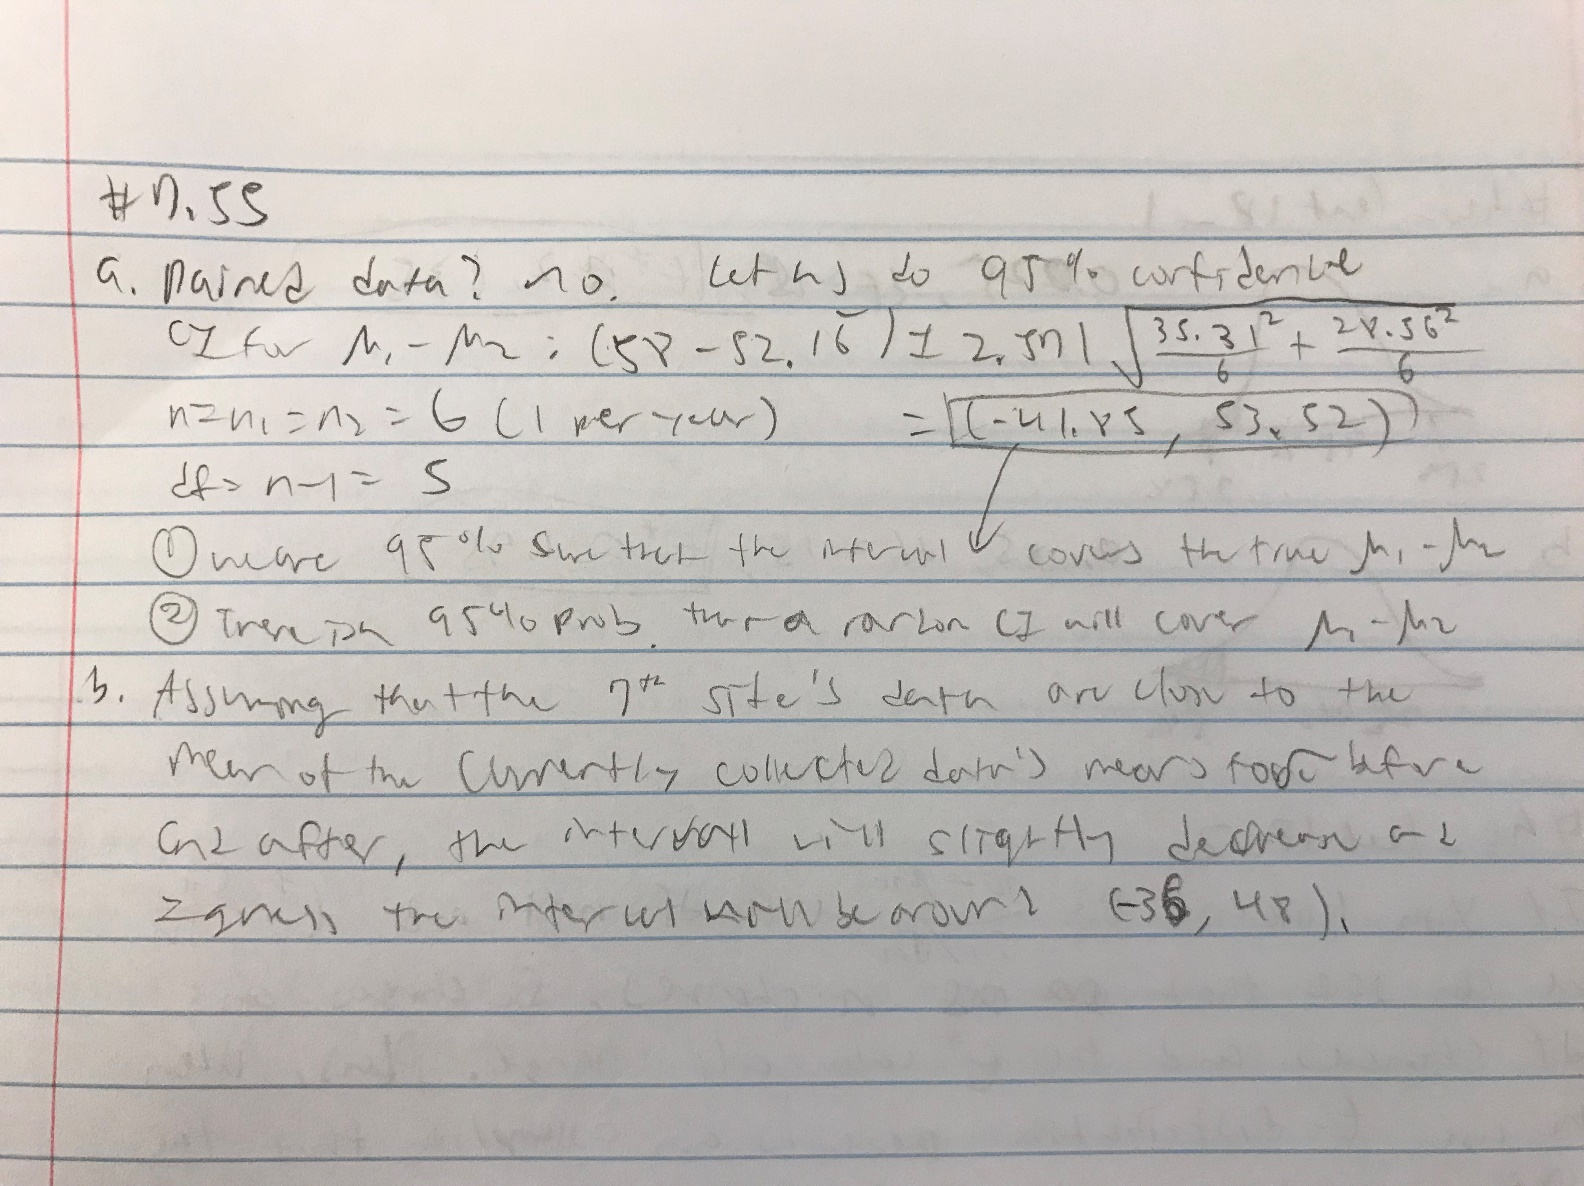 #7.55
a. paired data? no. Let us do 95% confidence
CI for μ₁-μ₂: (58-52.16) ± 2.571 √(35.31²/6 + 28.56²/6)
n=n₁=n₂=6 (1 per year) = (-41.85, 53.52)
df=n-1=5
① we are 95% sure that the interval covers the true μ₁-μ₂
② There is a 95% prob. that a random CI will cover μ₁-μ₂
b. Assuming that the 7th site's data are close to the
mean of the currently collected data's means for before
and after, the interval will slightly decrease and
I guess the interval will be around (-36, 48).